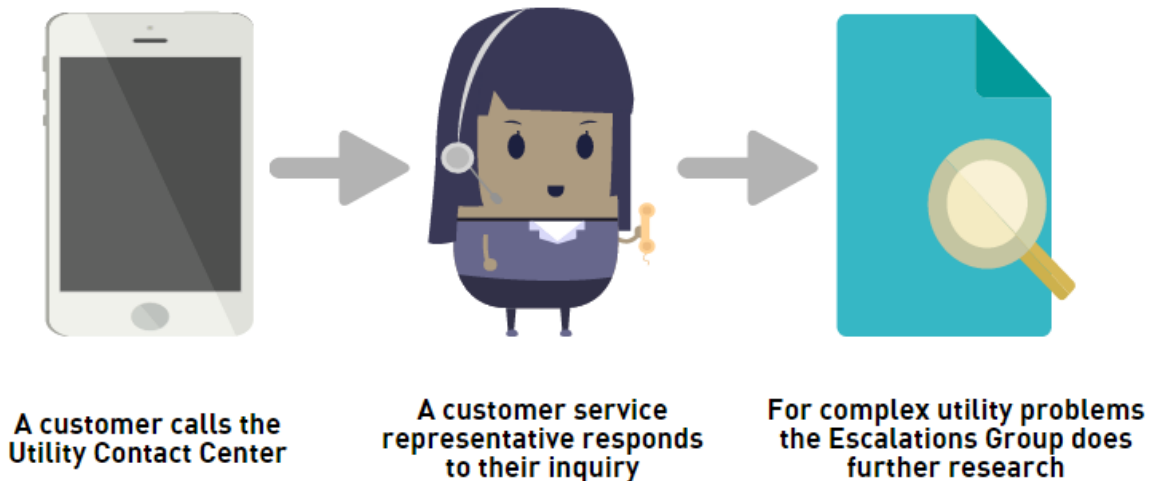 A customer calls the
Utility Contact Center
A customer service
representative responds
to their inquiry
For complex utility problems
the Escalations Group does
further research